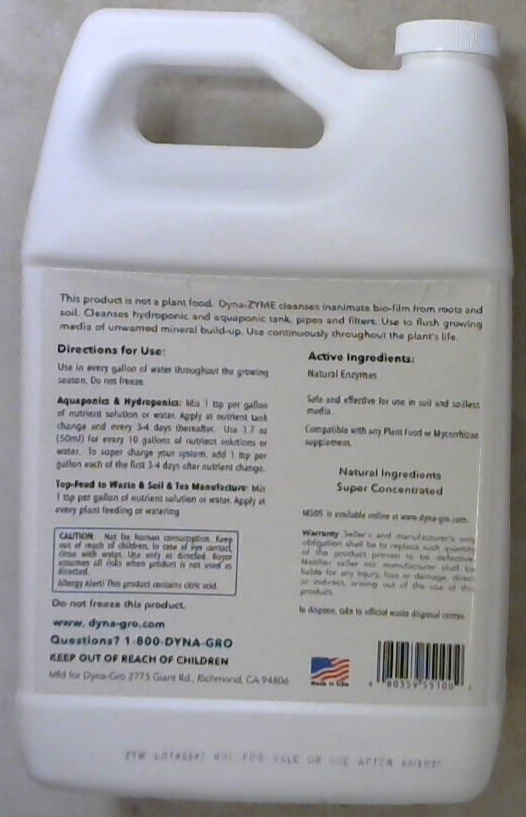 This product is not a plant food. Dyna-ZYME cleanses inanimate bio-film from roots and
soil. Cleanses hydroponic and aquaponic tank, pipes and filters. Use to flush growing
media of unwanted mineral build-up. Use continuously throughout the plant's life.
Directions for Use:
Use in every gallon of water throughout the growing
season. Do not freeze.
Aquaponics & Hydroponics: Mix 1 tsp per gallon
of nutrient solution or water. Apply at nutrient tank
change and every 3-4 days thereafter. Use 1.7 oz
(50ml) for every 10 gallons of nutrient solutions or
water. To super charge your system, add 1 tsp per
gallon each of the first 3-4 days after nutrient change.
Top-Feed to Waste & Soil & Tea Manufacture: Mix
1 tsp per gallon of nutrient solution or water. Apply at
every plant feeding or watering.
CAUTION: Not for human consumption. Keep
out of reach of children. In case of eye contact,
rinse with water. Use only as directed. Buyer
assumes all risks when product is not used as
directed.
Allergy Alert! This product contains citric acid.
Do not freeze this product.
www.dyna-gro.com
Questions? 1-800-DYNA-GRO
KEEP OUT OF REACH OF CHILDREN
Mfd for Dyna-Gro 2775 Giant Rd., Richmond, CA 94806
Active Ingredients:
Natural Enzymes
Safe and effective for use in soil and soilless
media.
Compatible with any Plant Food or Mycorrhizae
supplement.
Natural Ingredients
Super Concentrated
MSDS is available online at www.dyna-gro.com.
Warranty Seller's and manufacturer's only
obligation shall be to replace such quantity
of the product proven to be defective.
Neither seller nor manufacturer shall be
liable for any injury, loss or damage, direct
or indirect, arising out of the use of this
product.
To dispose, take to official waste disposal center.
Made in USA
80359 55100
ZYM NOT FOR SALE OR USE AFTER